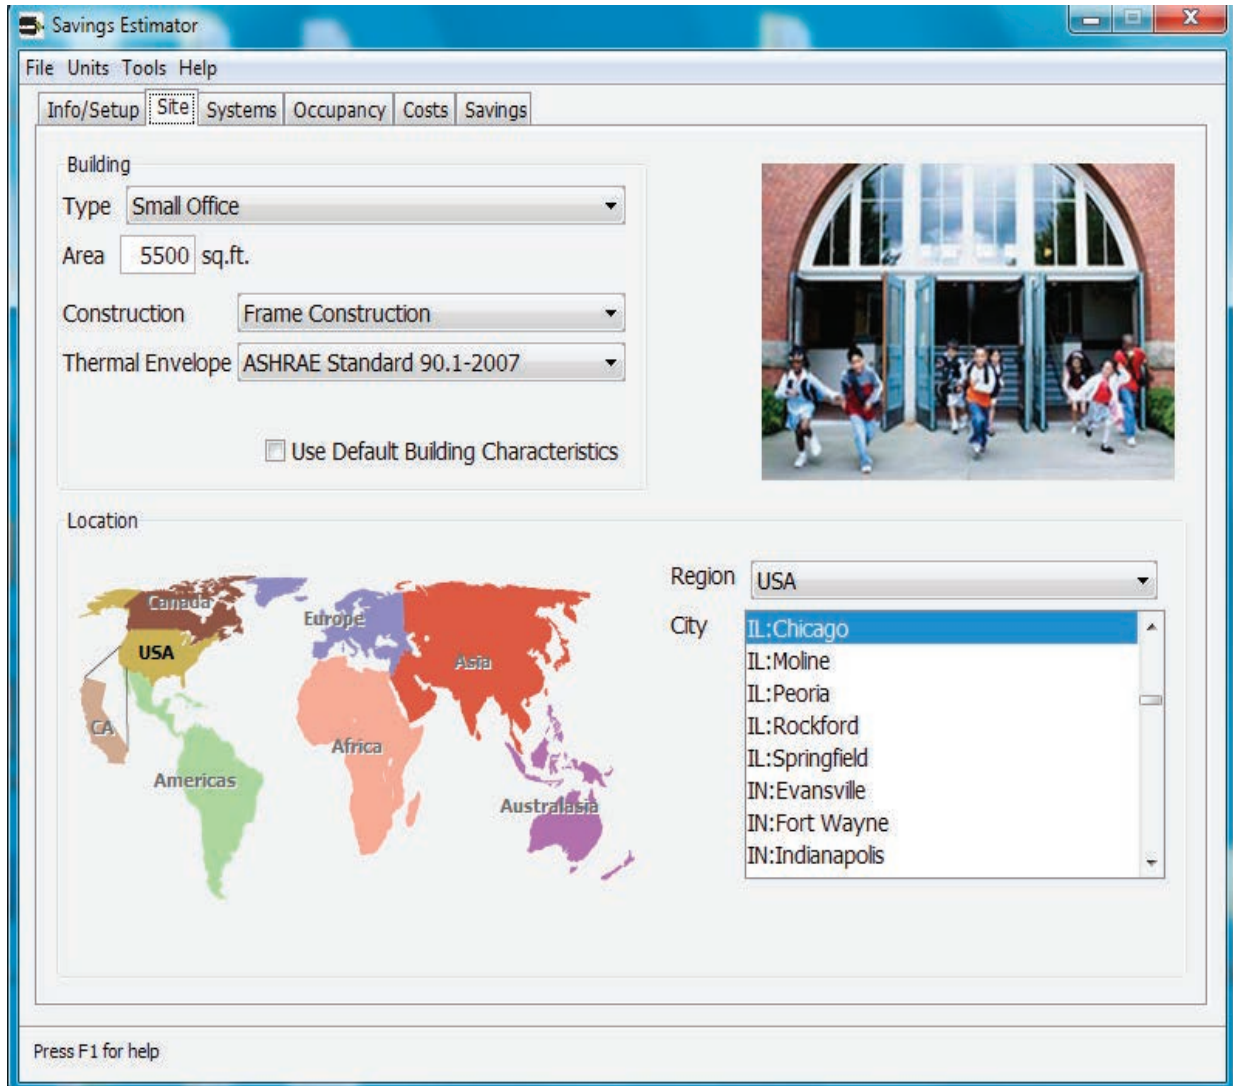 Savings Estimator
File Units Tools Help
Info/Setup Site Systems Occupancy Costs Savings
Building
Type Small Office
Area 5500 sq.ft.
Construction Frame Construction
Thermal Envelope ASHRAE Standard 90.1-2007
Use Default Building Characteristics
Location
Region USA
City IL:Chicago
IL:Moline
IL:Peoria
IL:Rockford
IL:Springfield
IN:Evansville
IN:Fort Wayne
IN:Indianapolis
Canada
USA
CA
Americas
Europe
Asia
Africa
Australasia
Press F1 for help